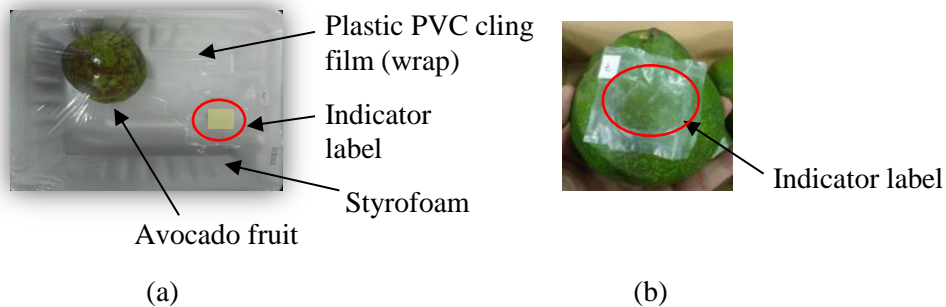 Plastic PVC cling
film (wrap)
Indicator
label
Styrofoam
Avocado fruit
(a)
Indicator label
(b)